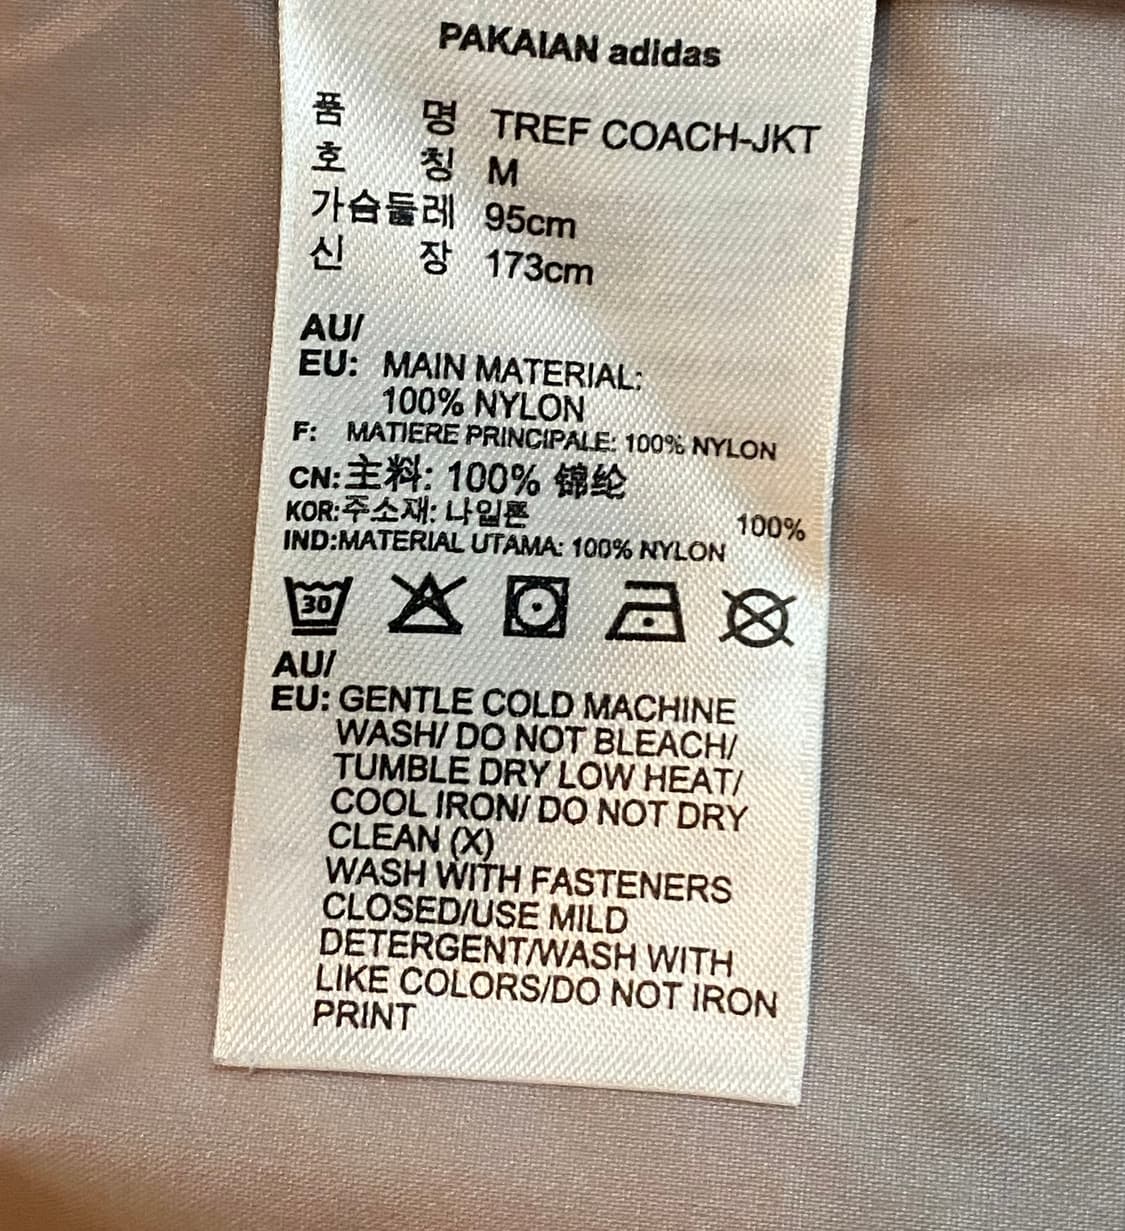 PAKAIAN adidas
품 명 TREF COACH-JKT
호 칭 M
가슴둘레 95cm
신 장 173cm
AU/
EU: MAIN MATERIAL:
100% NYLON
F: MATIERE PRINCIPALE: 100% NYLON
CN:主料: 100% 锦纶
KOR:주소재: 나일론 100%
IND:MATERIAL UTAMA: 100% NYLON
30
AU/
EU: GENTLE COLD MACHINE
WASH/ DO NOT BLEACH/
TUMBLE DRY LOW HEAT/
COOL IRON/ DO NOT DRY
CLEAN (X)
WASH WITH FASTENERS
CLOSED/USE MILD
DETERGENT/WASH WITH
LIKE COLORS/DO NOT IRON
PRINT